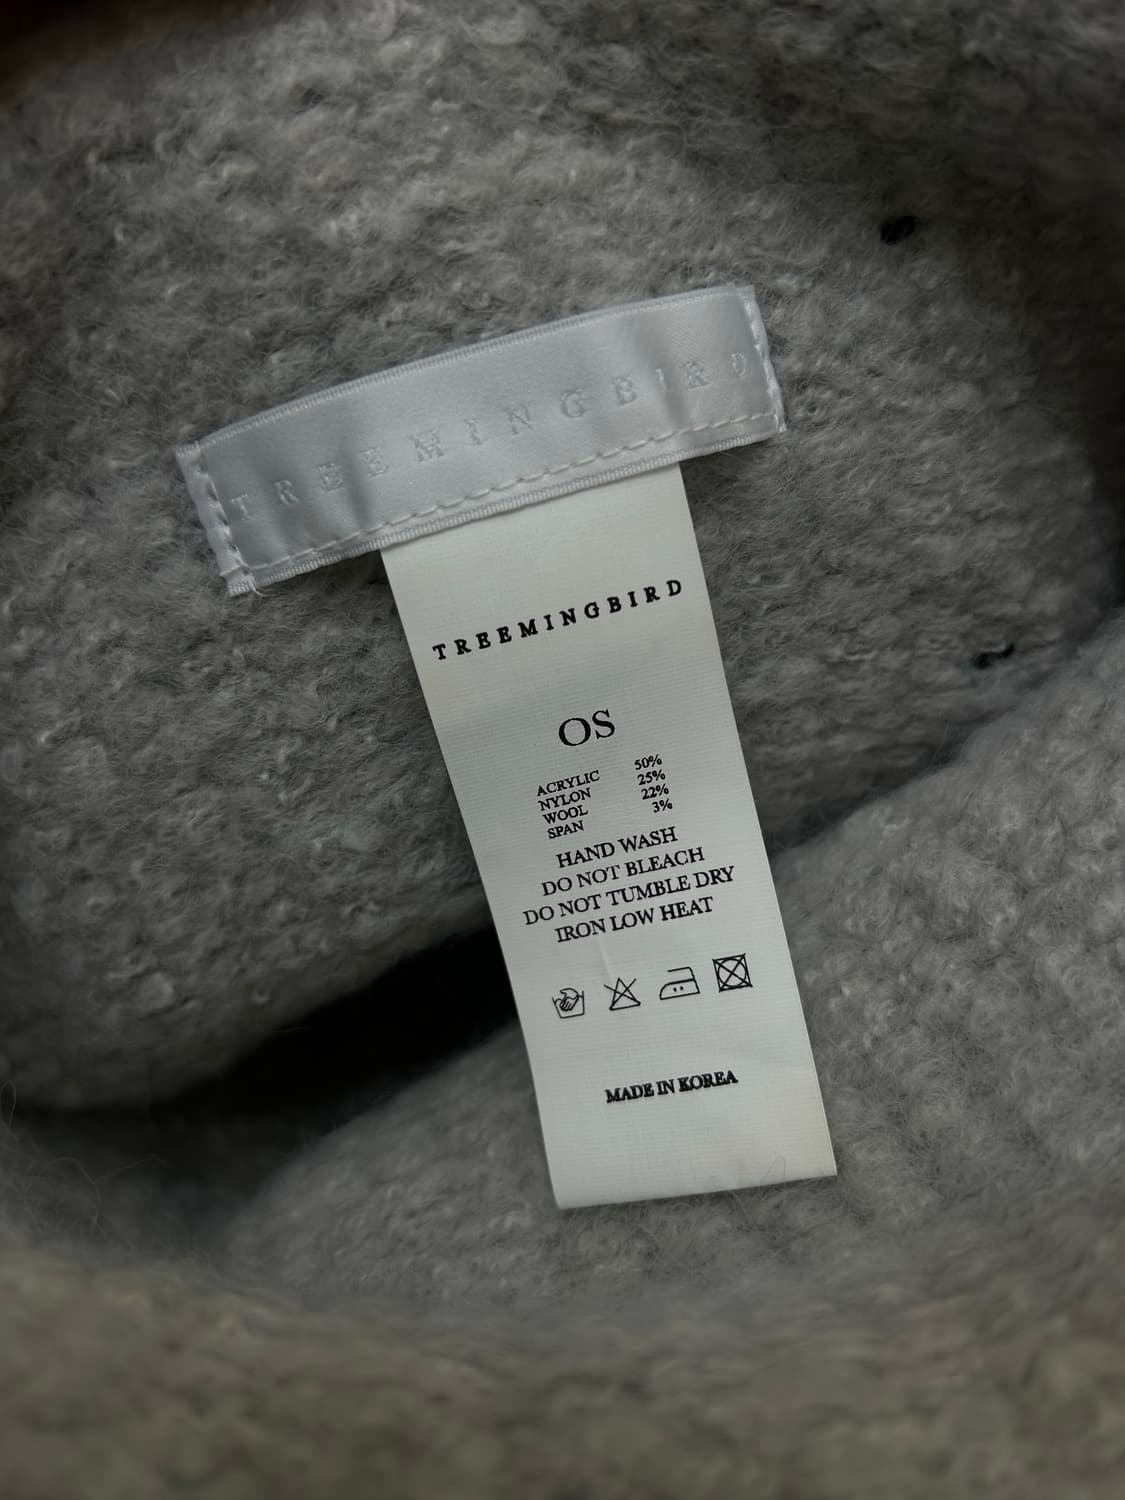 TREEMINGBIRD
TREEMINGBIRD
OS
ACRYLIC 50%
NYLON 25%
WOOL 22%
SPAN 3%
HAND WASH
DO NOT BLEACH
DO NOT TUMBLE DRY
IRON LOW HEAT
MADE IN KOREA